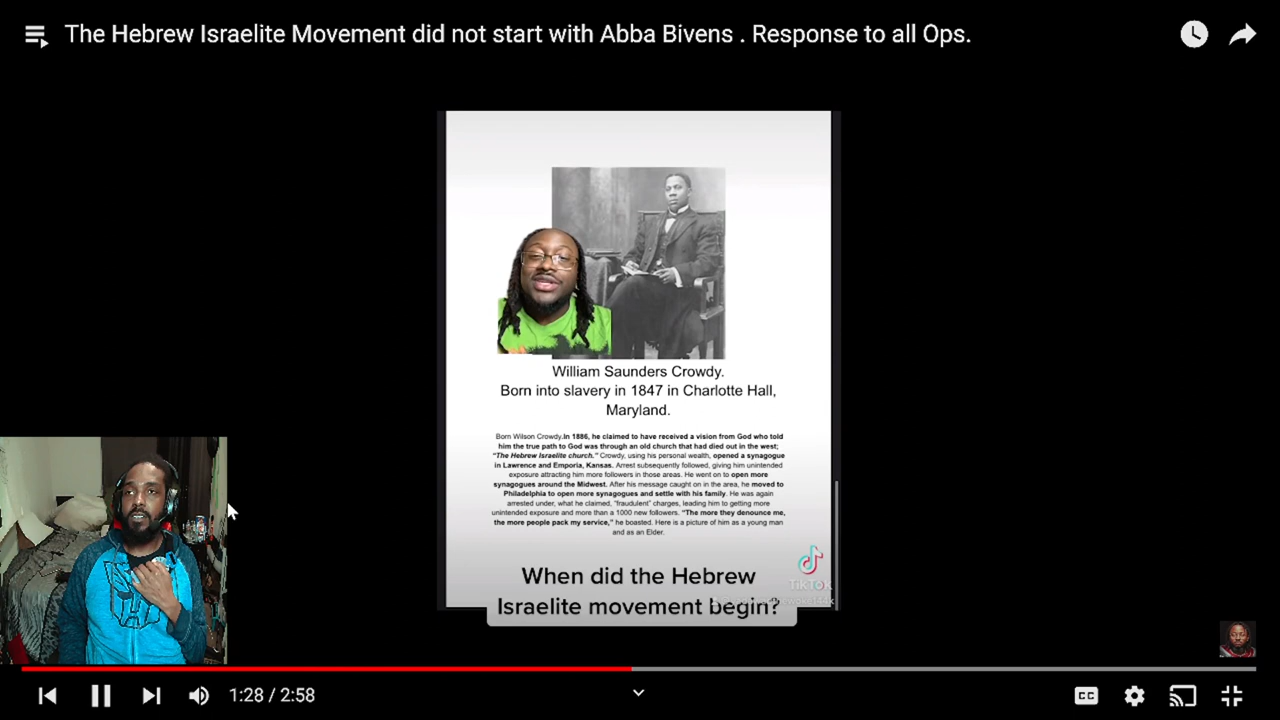 The Hebrew Israelite Movement did not start with Abba Bivens . Response to all Ops.
William Saunders Crowdy.
Born into slavery in 1847 in Charlotte Hall,
Maryland.
Born Wilson Crowdy.In 1886, he claimed to have received a vision from God who told
him the true path to God was through an old church that had died out in the west;
"The Hebrew Israelite church." Crowdy, using his personal wealth, opened a synagogue
in Lawrence and Emporia, Kansas. Arrest subsequently followed, giving him unintended
exposure attracting him more followers in those areas. He went on to open more
synagogues around the Midwest. After his message caught on in the area, he moved to
Philadelphia to open more synagogues and settle with his family. He was again
arrested under, what he claimed, "fraudulent" charges, leading him to getting more
unintended exposure and more than a 1000 new followers. "The more they denounce me,
the more people pack my service," he boasted. Here is a picture of him as a young man
and as an Elder.
TikTok
When did the Hebrew
Israelite movement begin?
1:28 / 2:58
CC